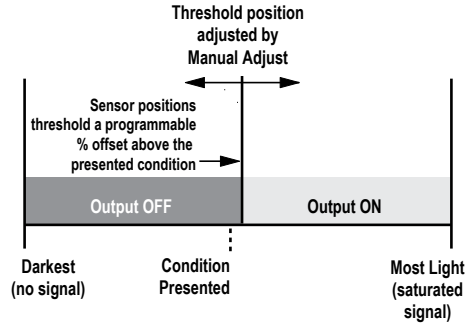 Threshold position
adjusted by
Manual Adjust
Sensor positions
threshold a programmable
% offset above the
presented condition
Output OFF
Output ON
Darkest
(no signal)
Condition
Presented
Most Light
(saturated
signal)